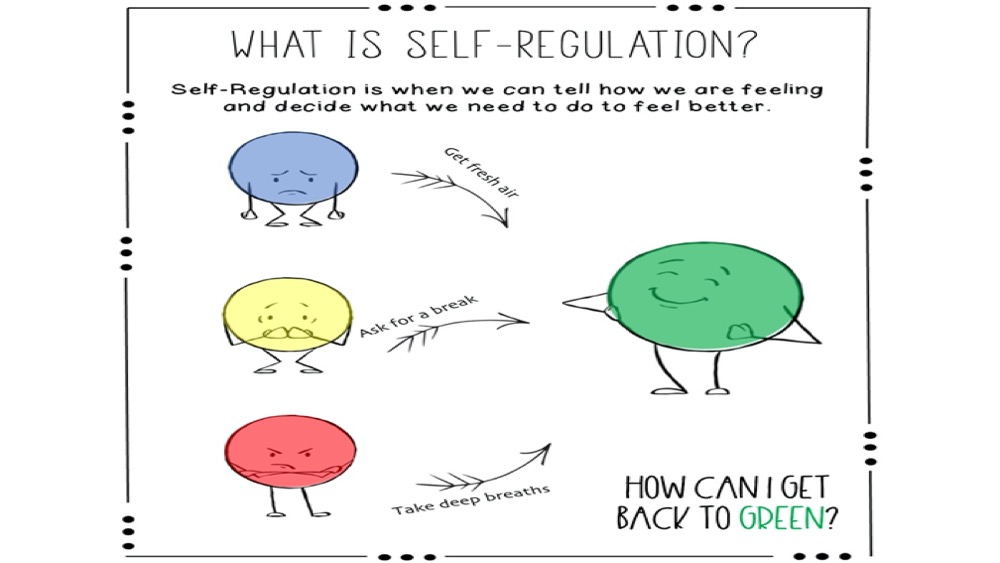 WHAT IS SELF-REGULATION?
Self-Regulation is when we can tell how we are feeling
and decide what we need to do to feel better.
Get fresh air
Ask for a break
Take deep breaths
HOW CAN I GET
BACK TO GREEN?